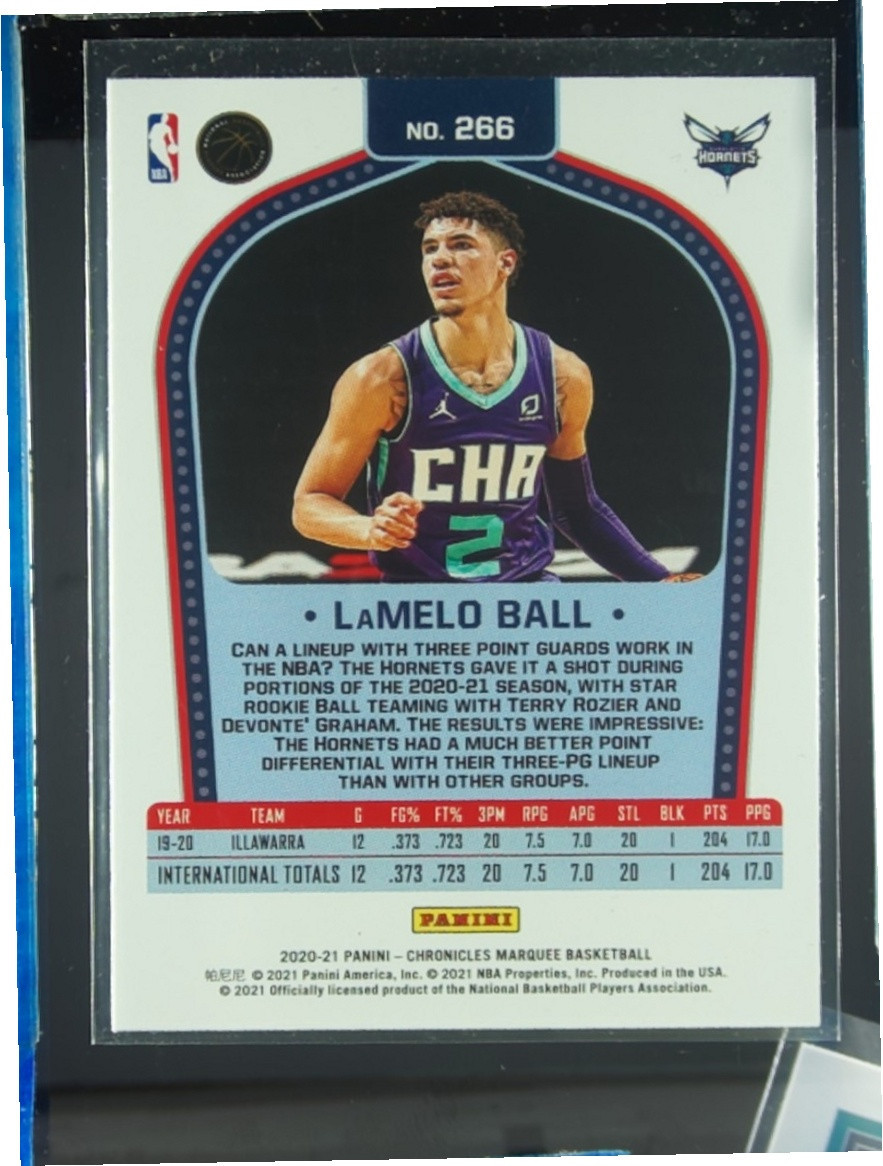 NO. 266
NBA
NATIONAL BASKETBALL PLAYERS ASSOCIATION
CHARLOTTE
HORNETS
CHA
2
• LaMELO BALL •
CAN A LINEUP WITH THREE POINT GUARDS WORK IN
THE NBA? THE HORNETS GAVE IT A SHOT DURING
PORTIONS OF THE 2020-21 SEASON, WITH STAR
ROOKIE BALL TEAMING WITH TERRY ROZIER AND
DEVONTE' GRAHAM. THE RESULTS WERE IMPRESSIVE:
THE HORNETS HAD A MUCH BETTER POINT
DIFFERENTIAL WITH THEIR THREE-PG LINEUP
THAN WITH OTHER GROUPS.
YEAR TEAM G FG% FT% 3PM RPG APG STL BLK PTS PPG
19-20 ILLAWARRA 12 .373 .723 20 7.5 7.0 20 1 204 17.0
INTERNATIONAL TOTALS 12 .373 .723 20 7.5 7.0 20 1 204 17.0
PANINI
2020-21 PANINI – CHRONICLES MARQUEE BASKETBALL
帕尼尼 © 2021 Panini America, Inc. © 2021 NBA Properties, Inc. Produced in the USA.
© 2021 Officially licensed product of the National Basketball Players Association.